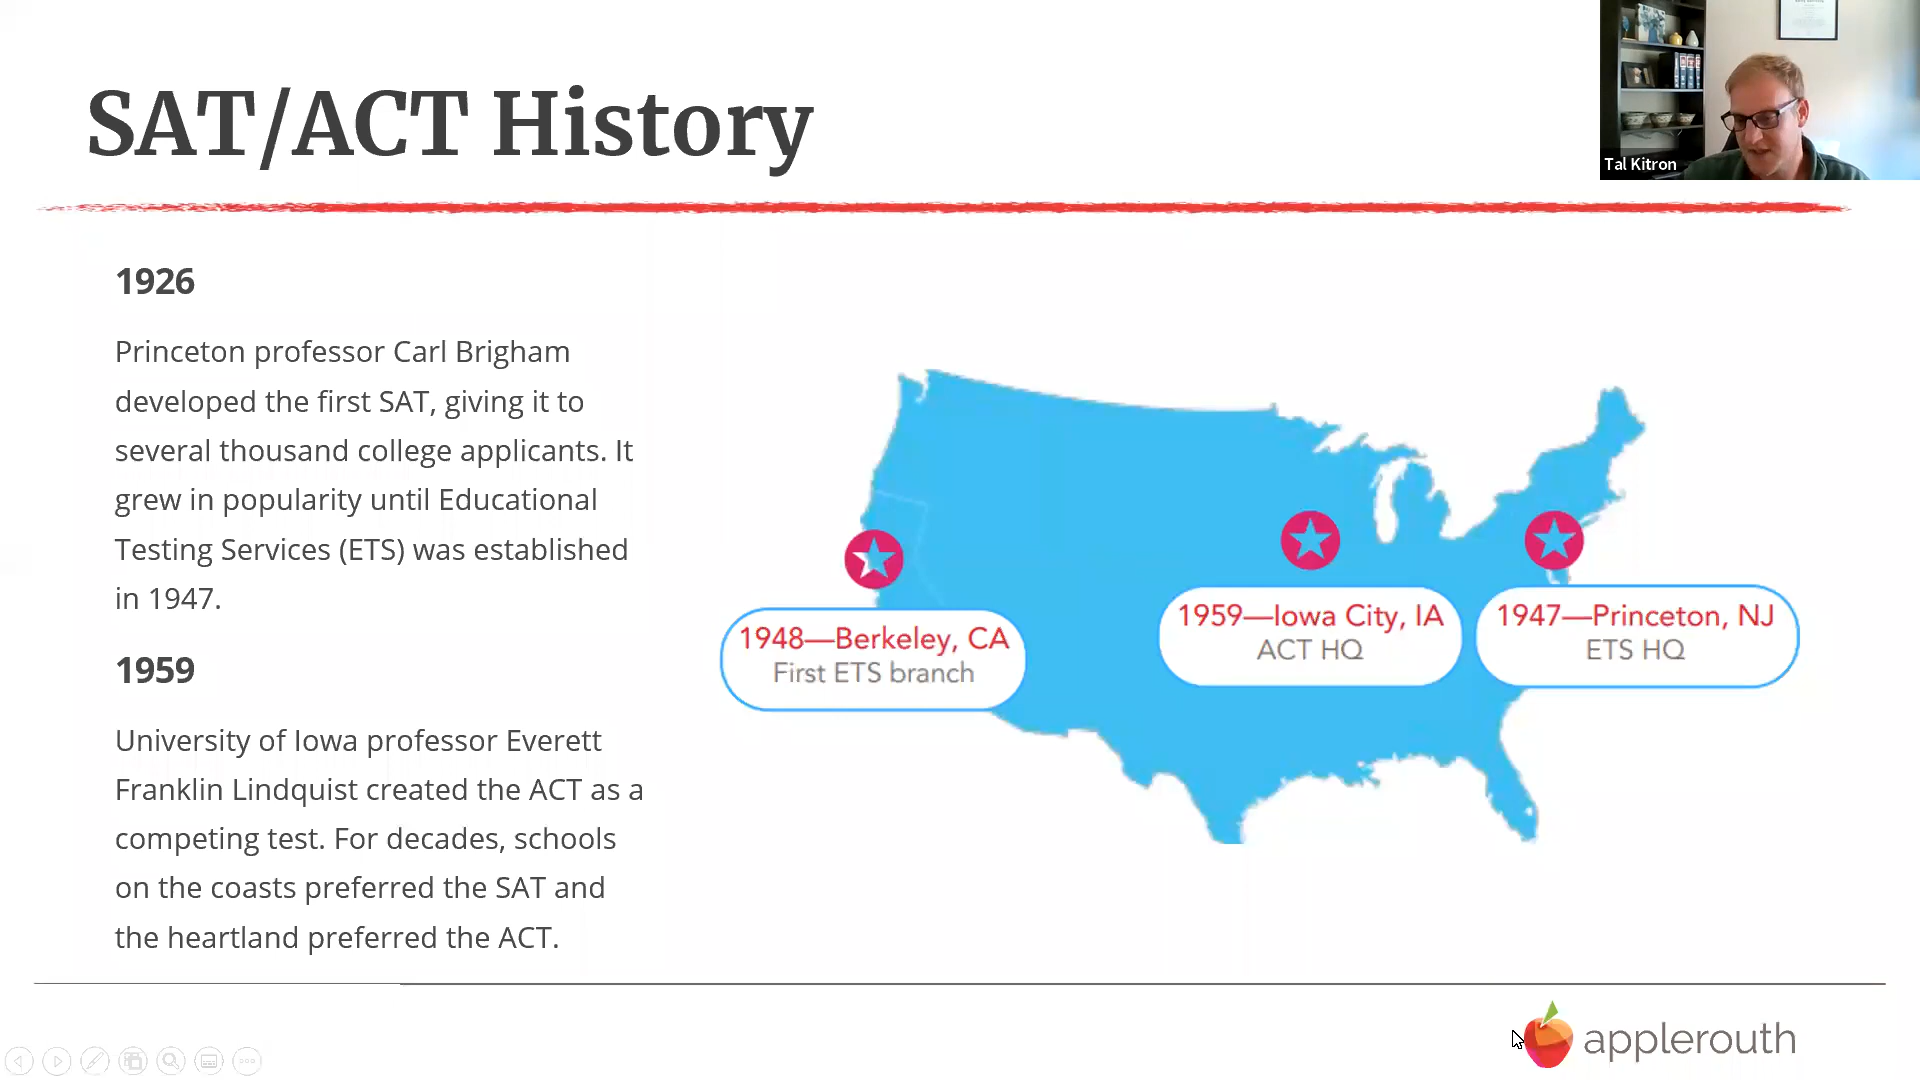 SAT/ACT History
Tal Kitron
1926
Princeton professor Carl Brigham
developed the first SAT, giving it to
several thousand college applicants. It
grew in popularity until Educational
Testing Services (ETS) was established
in 1947.
1959
University of Iowa professor Everett
Franklin Lindquist created the ACT as a
competing test. For decades, schools
on the coasts preferred the SAT and
the heartland preferred the ACT.
1948—Berkeley, CA
First ETS branch
1959—Iowa City, IA
ACT HQ
1947—Princeton, NJ
ETS HQ
applerouth